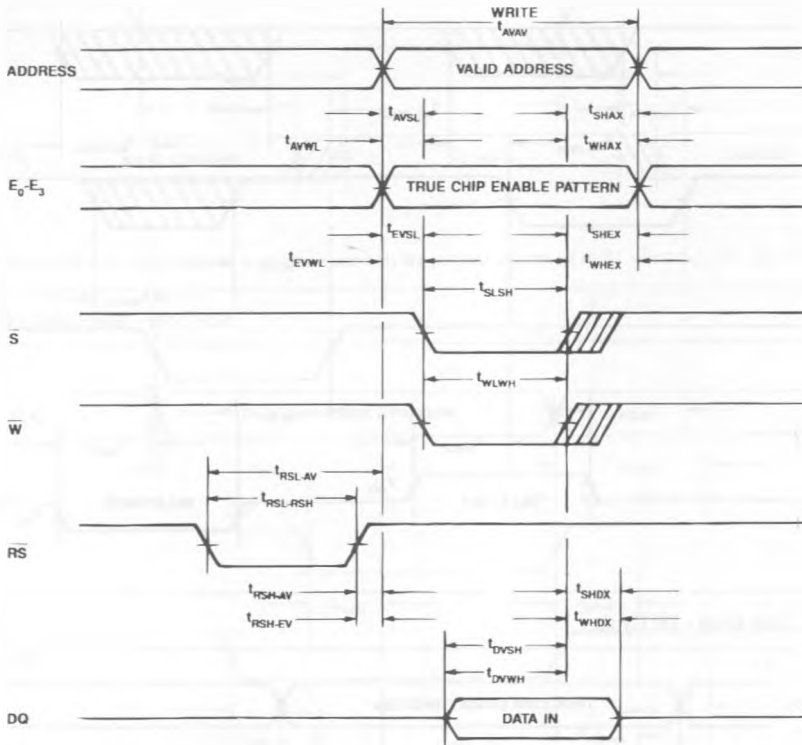 WRITE
tAVAV
ADDRESS
VALID ADDRESS
tAVSL
tSHAX
tAVWL
tWHAX
E0-E3
TRUE CHIP ENABLE PATTERN
tEVSL
tSHEX
tEVWL
tWHEX
tSLSH
S̅
tWLWH
W̅
tRSL-AV
tRSL-RSH
R̅S̅
tRSH-AV
tSHDX
tRSH-EV
tWHDX
tDVSH
tDVWH
DQ
DATA IN